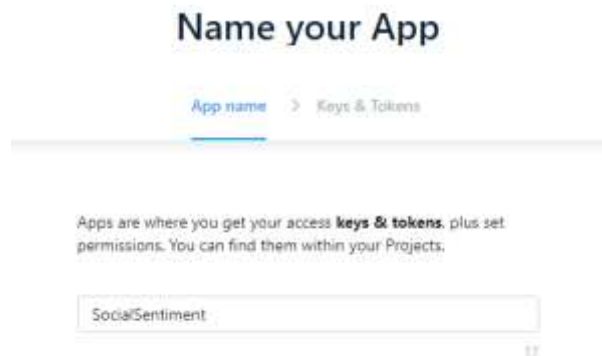 Name your App
App name > Keys & Tokens
Apps are where you get your access keys & tokens, plus set
permissions. You can find them within your Projects.
SocialSentiment